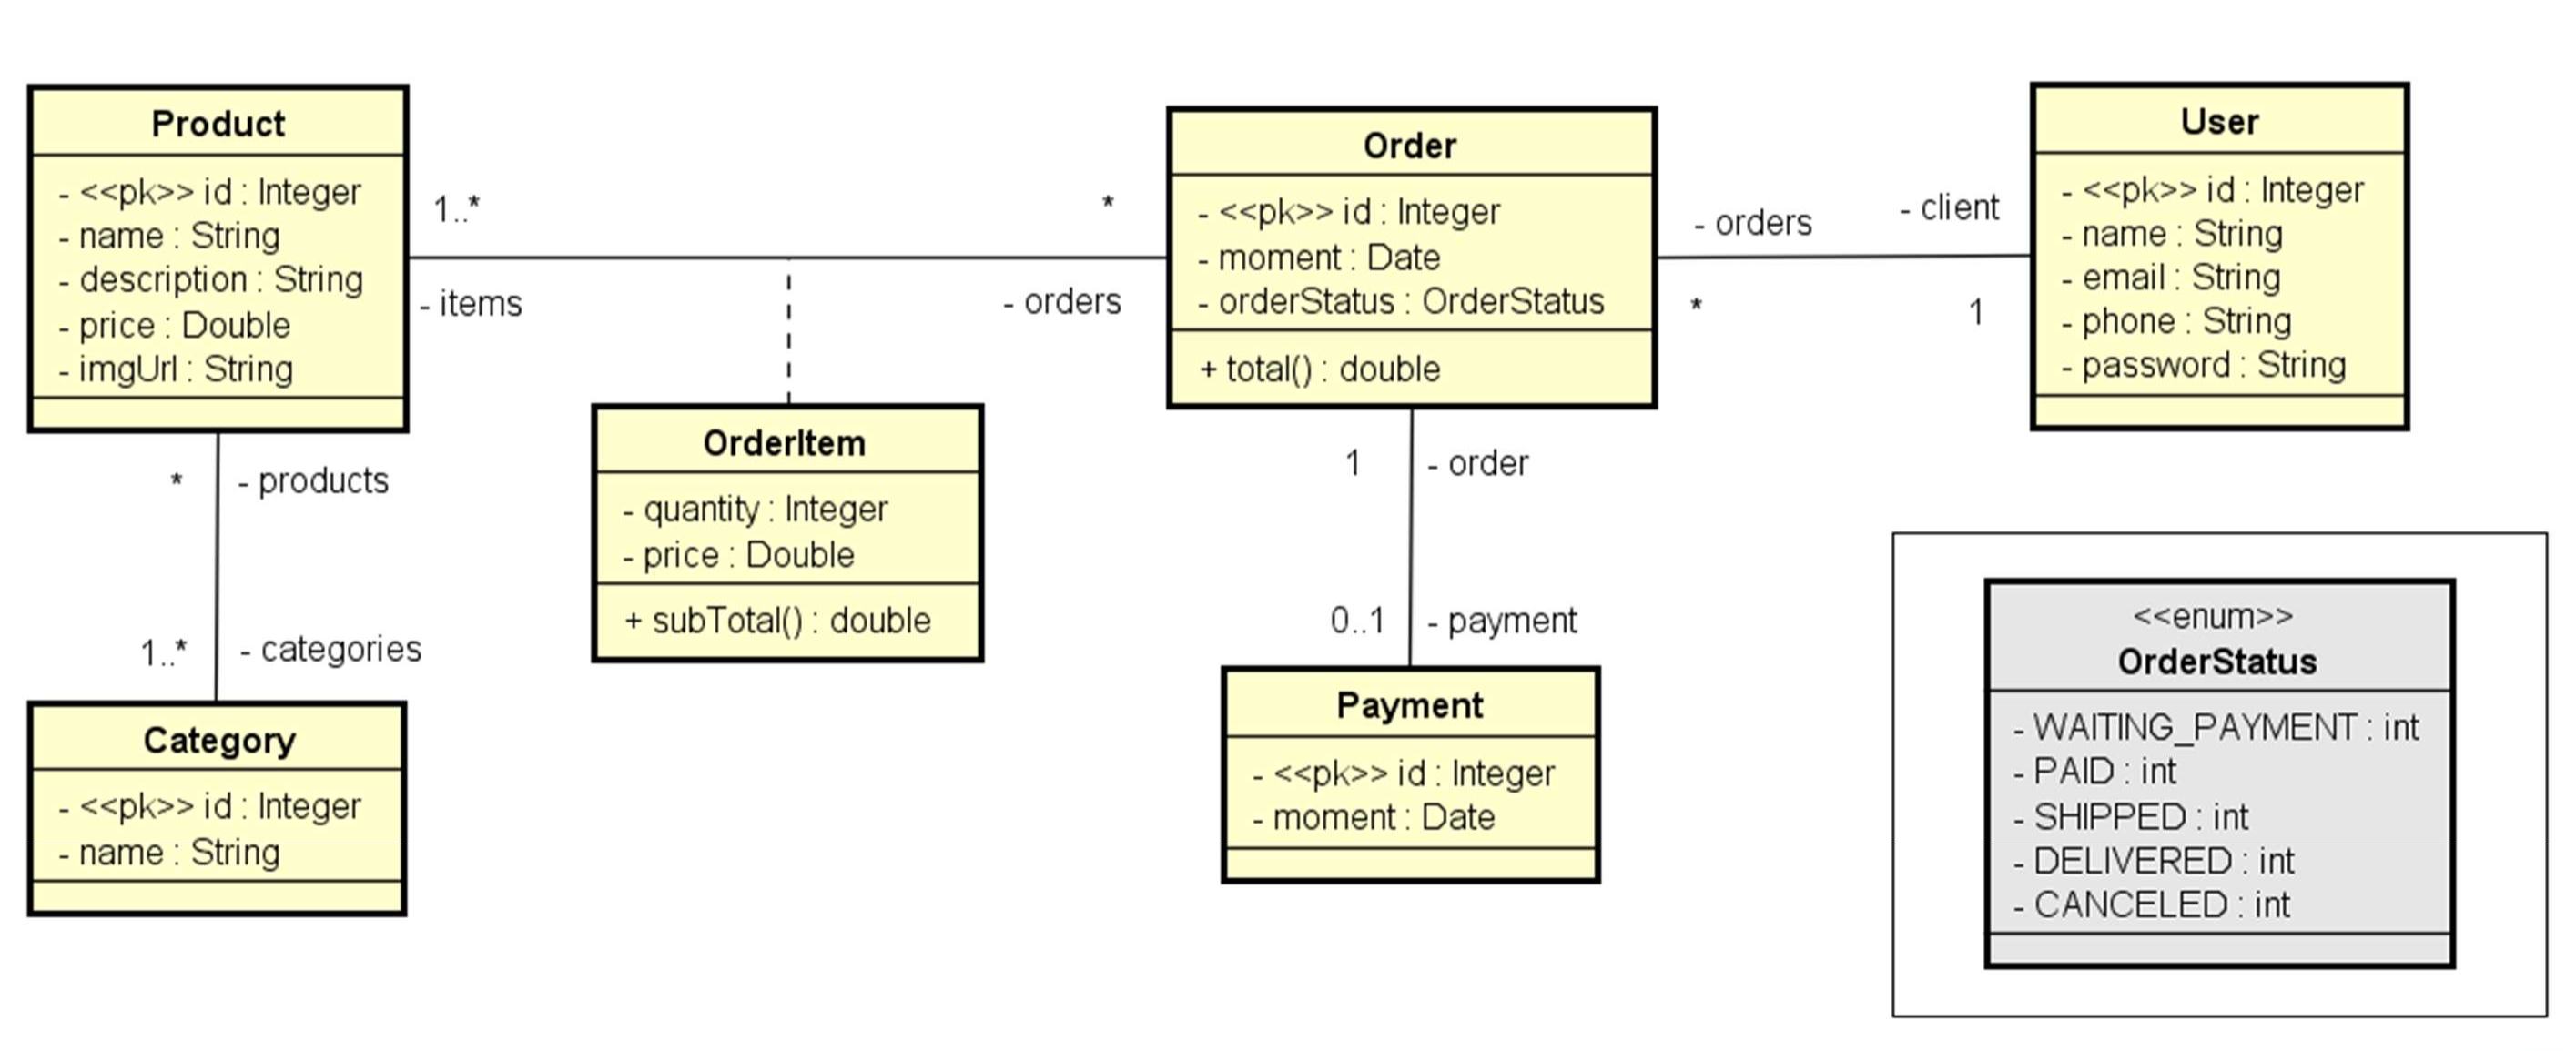 Product
- <<pk>> id : Integer
- name : String
- description : String
- price : Double
- imgUrl : String
1..*
- items
*
- orders
Order
- <<pk>> id : Integer
- moment : Date
- orderStatus : OrderStatus
+ total() : double
- orders
*
- client
1
User
- <<pk>> id : Integer
- name : String
- email : String
- phone : String
- password : String
OrderItem
- quantity : Integer
- price : Double
+ subTotal() : double
* - products
1..* - categories
Category
- <<pk>> id : Integer
- name : String
1 - order
0..1 - payment
Payment
- <<pk>> id : Integer
- moment : Date
<<enum>>
OrderStatus
- WAITING_PAYMENT : int
- PAID : int
- SHIPPED : int
- DELIVERED : int
- CANCELED : int